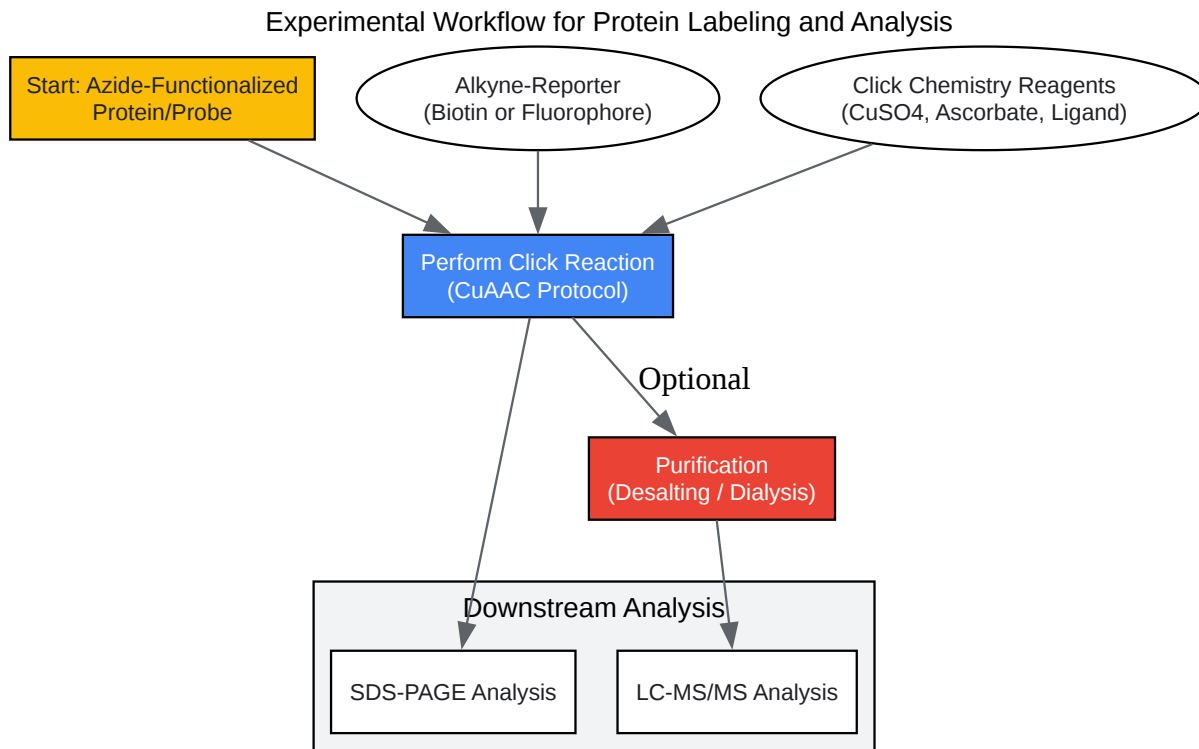 Experimental Workflow for Protein Labeling and Analysis
Start: Azide-Functionalized
Protein/Probe
Alkyne-Reporter
(Biotin or Fluorophore)
Click Chemistry Reagents
(CuSO4, Ascorbate, Ligand)
Perform Click Reaction
(CuAAC Protocol)
Optional
Purification
(Desalting / Dialysis)
Downstream Analysis
SDS-PAGE Analysis
LC-MS/MS Analysis